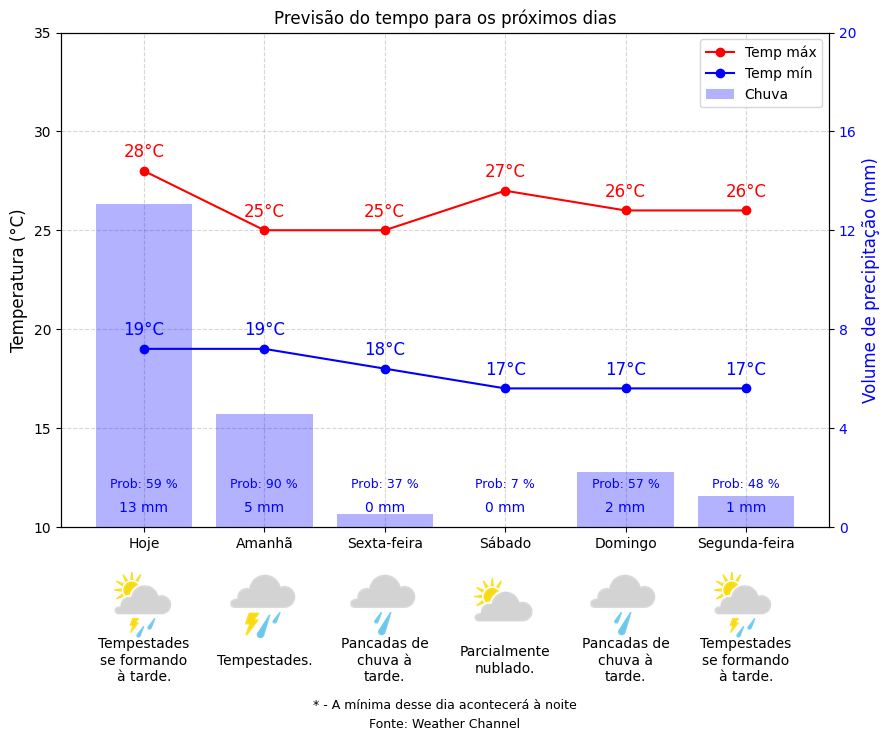 Previsão do tempo para os próximos dias
Temperatura (°C)
35
30
25
20
15
10
Volume de precipitação (mm)
20
16
12
8
4
0
Temp máx
Temp mín
Chuva
28°C
25°C
25°C
27°C
26°C
26°C
19°C
19°C
18°C
17°C
17°C
17°C
Prob: 59 %
Prob: 90 %
Prob: 37 %
Prob: 7 %
Prob: 57 %
Prob: 48 %
13 mm
5 mm
0 mm
0 mm
2 mm
1 mm
Hoje
Amanhã
Sexta-feira
Sábado
Domingo
Segunda-feira
Tempestades
se formando
à tarde.
Tempestades.
Pancadas de
chuva à
tarde.
Parcialmente
nublado.
Pancadas de
chuva à
tarde.
Tempestades
se formando
à tarde.
* - A mínima desse dia acontecerá à noite
Fonte: Weather Channel